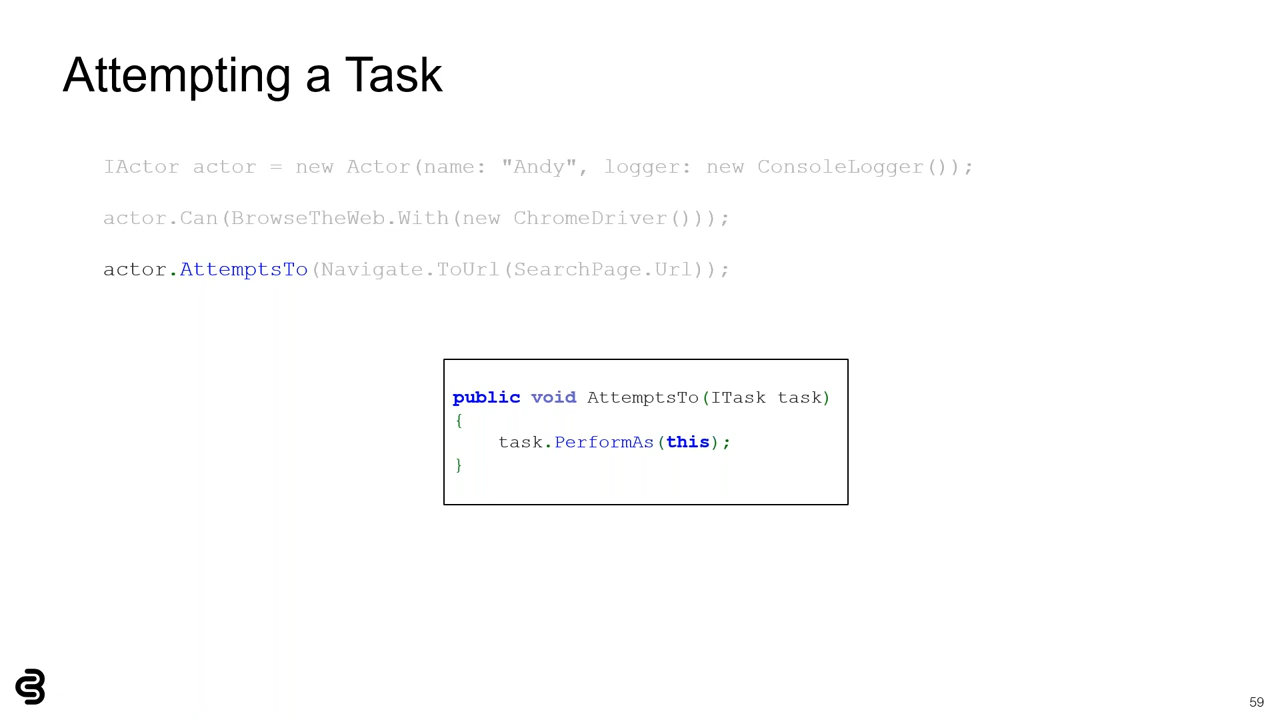 Attempting a Task
IActor actor = new Actor(name: "Andy", logger: new ConsoleLogger());
actor.Can(BrowseTheWeb.With(new ChromeDriver()));
actor.AttemptsTo(Navigate.ToUrl(SearchPage.Url));
public void AttemptsTo(ITask task)
{
    task.PerformAs(this);
}
59